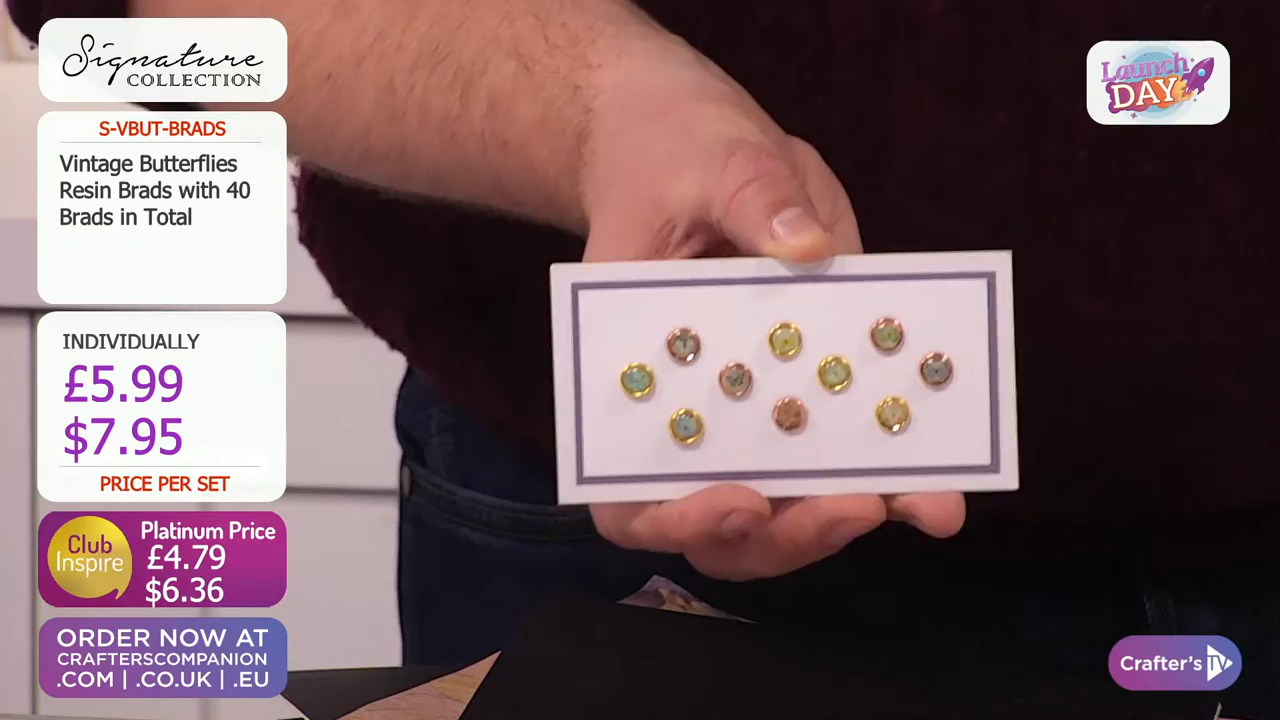 Signature
COLLECTION
S-VBUT-BRADS
Vintage Butterflies
Resin Brads with 40
Brads in Total
INDIVIDUALLY
£5.99
$7.95
PRICE PER SET
Club
Inspire
Platinum Price
£4.79
$6.36
ORDER NOW AT
CRAFTERSCOMPANION
.COM | .CO.UK | .EU
Launch
DAY
Crafter's TV